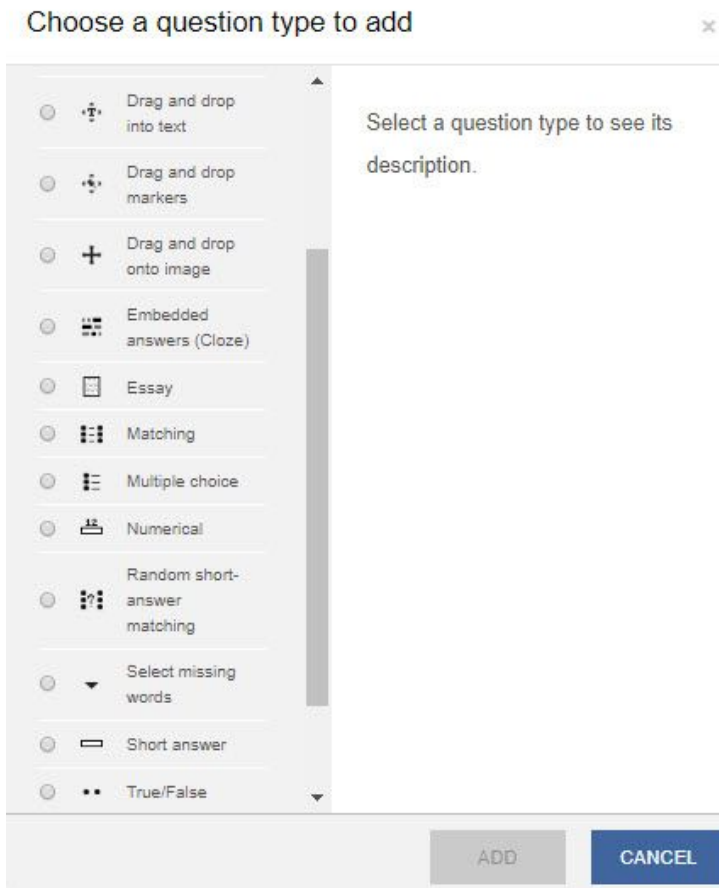 Choose a question type to add
×
Drag and drop
into text
Select a question type to see its
description.
Drag and drop
markers
Drag and drop
onto image
Embedded
answers (Cloze)
Essay
Matching
Multiple choice
12
Numerical
Random short-
answer
matching
Select missing
words
Short answer
True/False
ADD
CANCEL